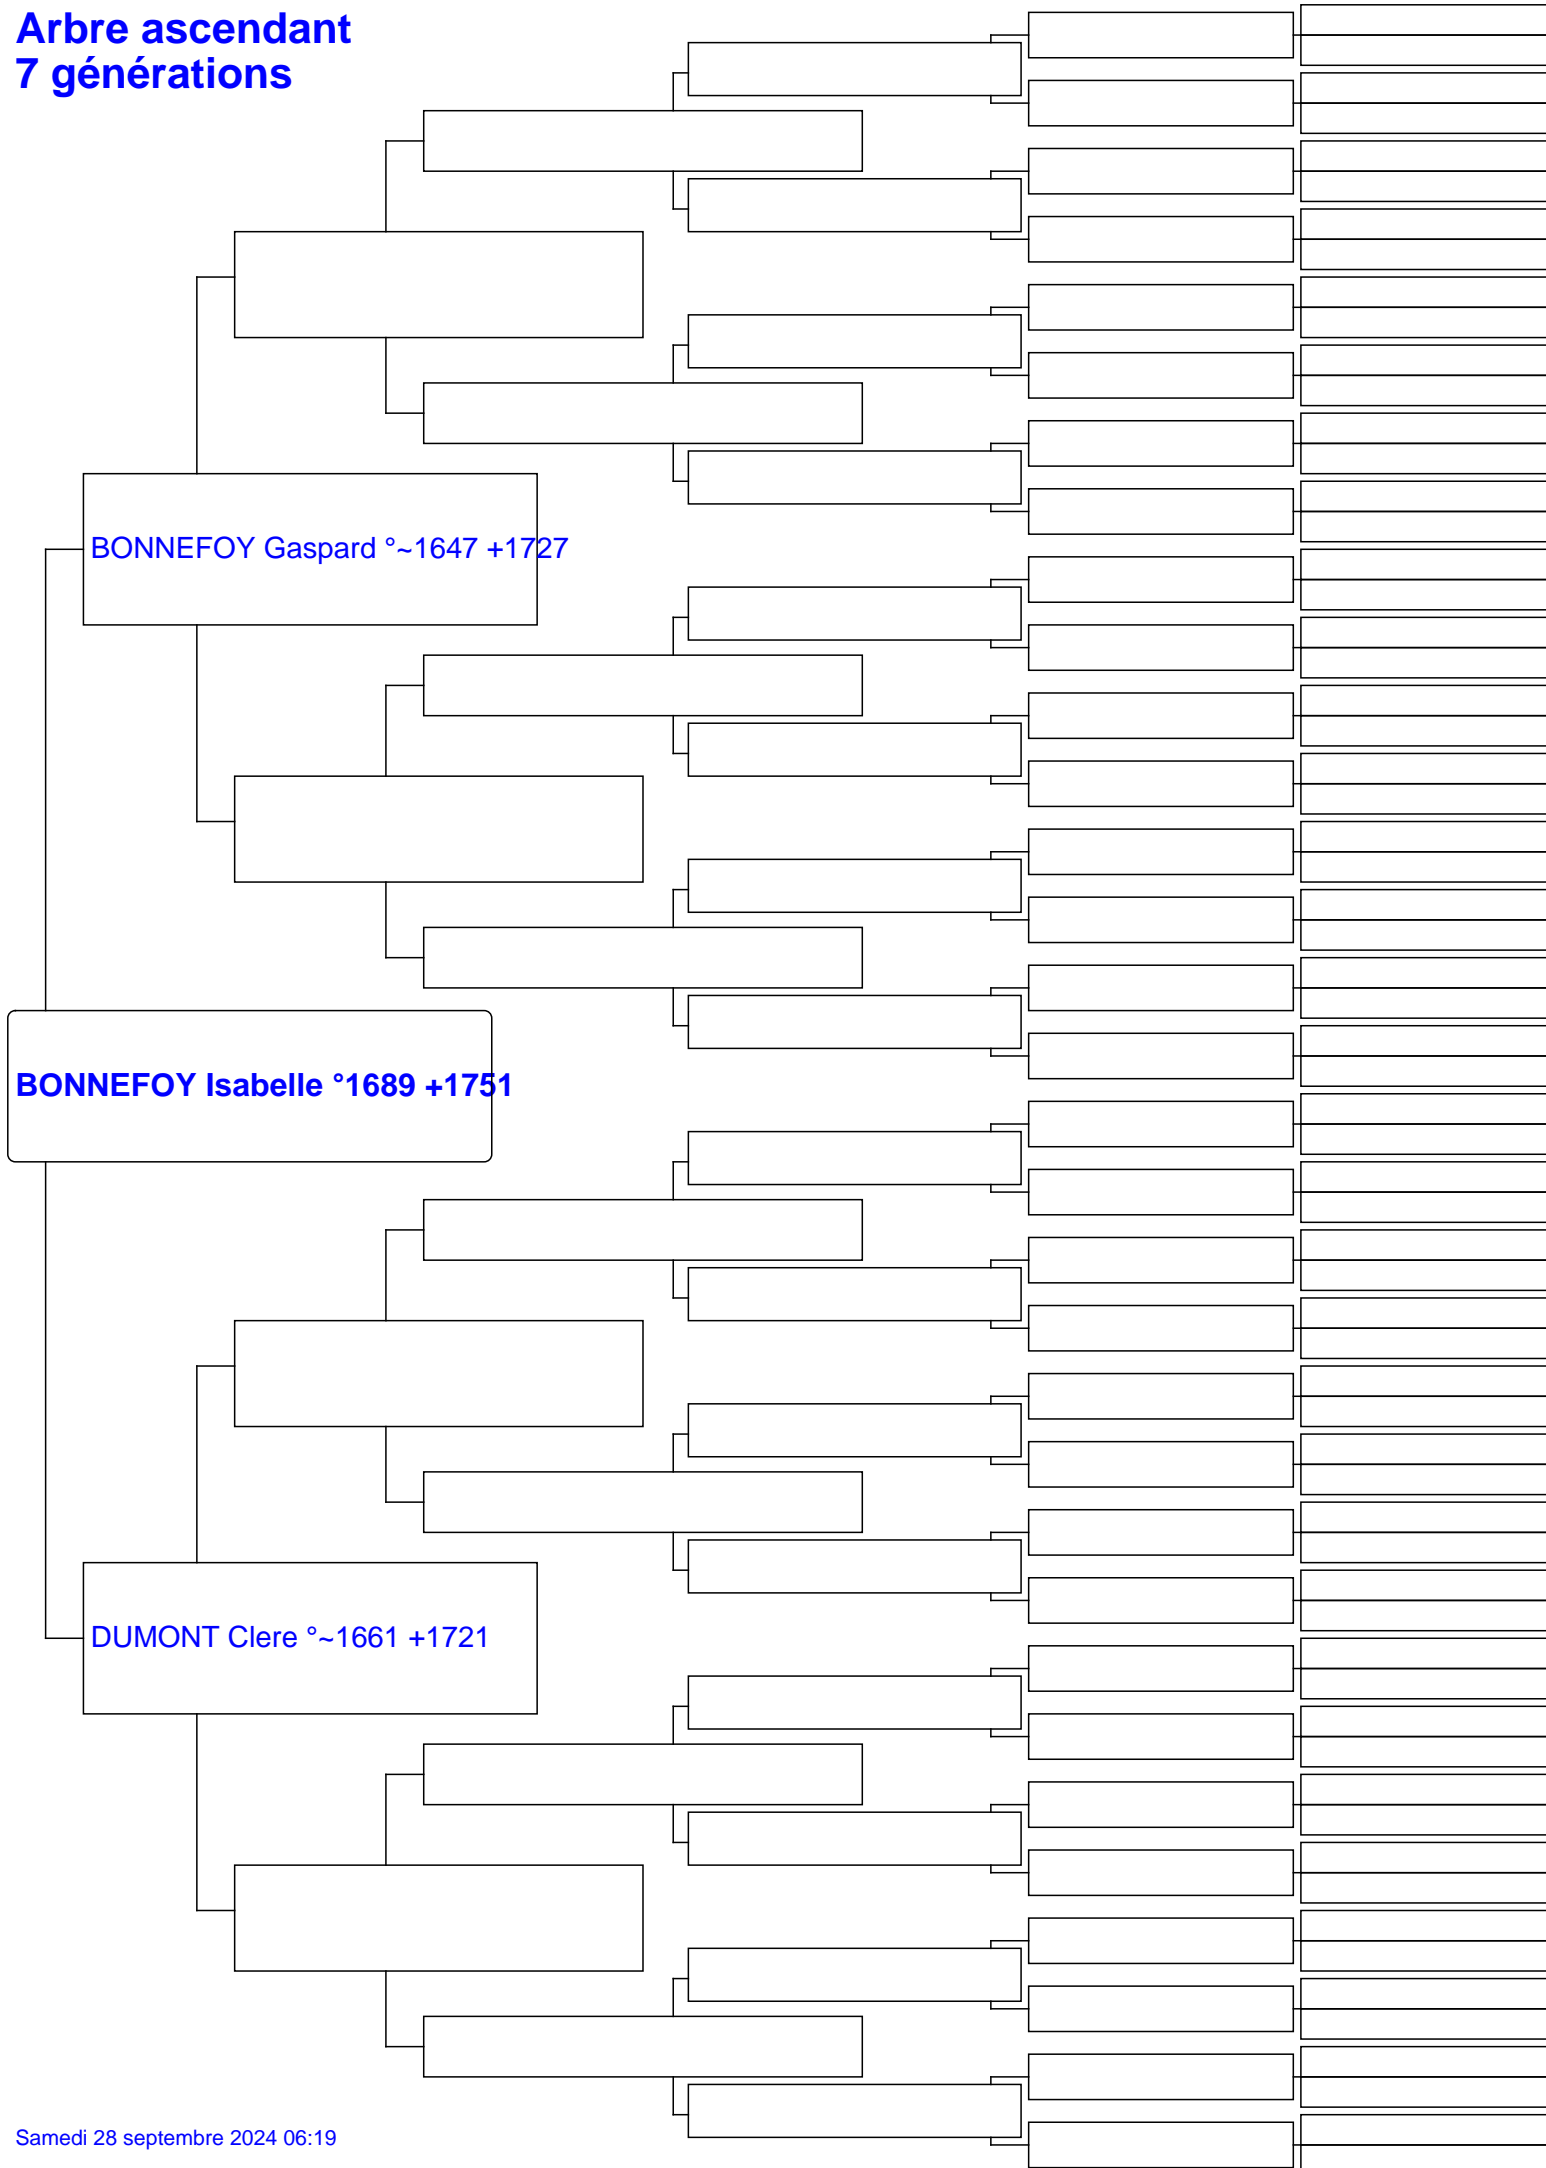 Arbre ascendant
7 générations
BONNEFOY Gaspard °~1647 +1727
BONNEFOY Isabelle °1689 +1751
DUMONT Clere °~1661 +1721
Samedi 28 septembre 2024 06:19